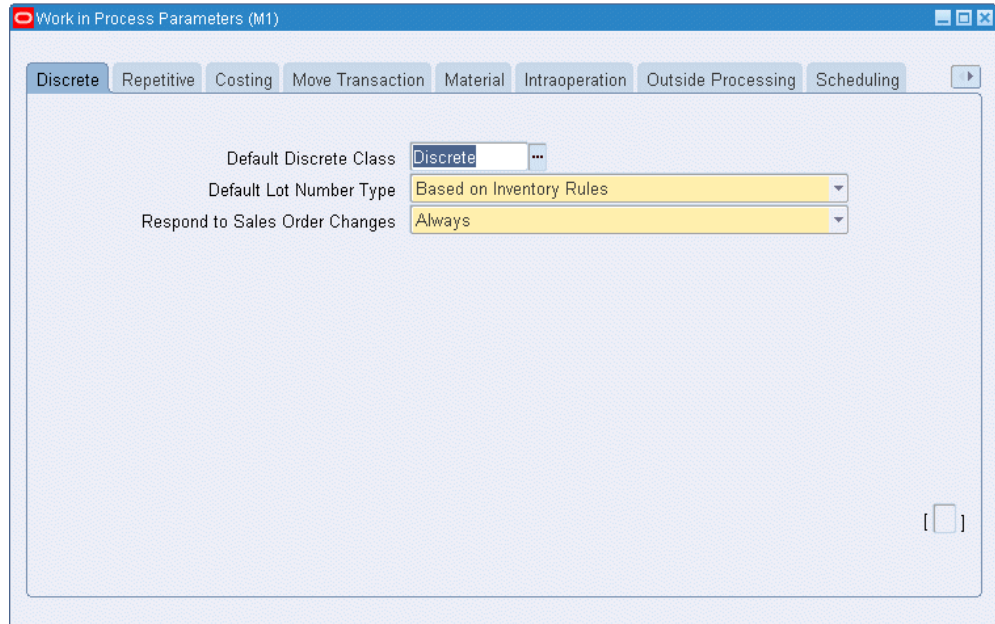 Work in Process Parameters (M1)
Discrete Repetitive Costing Move Transaction Material Intraoperation Outside Processing Scheduling
Default Discrete Class Discrete ...
Default Lot Number Type Based on Inventory Rules
Respond to Sales Order Changes Always
[ ]